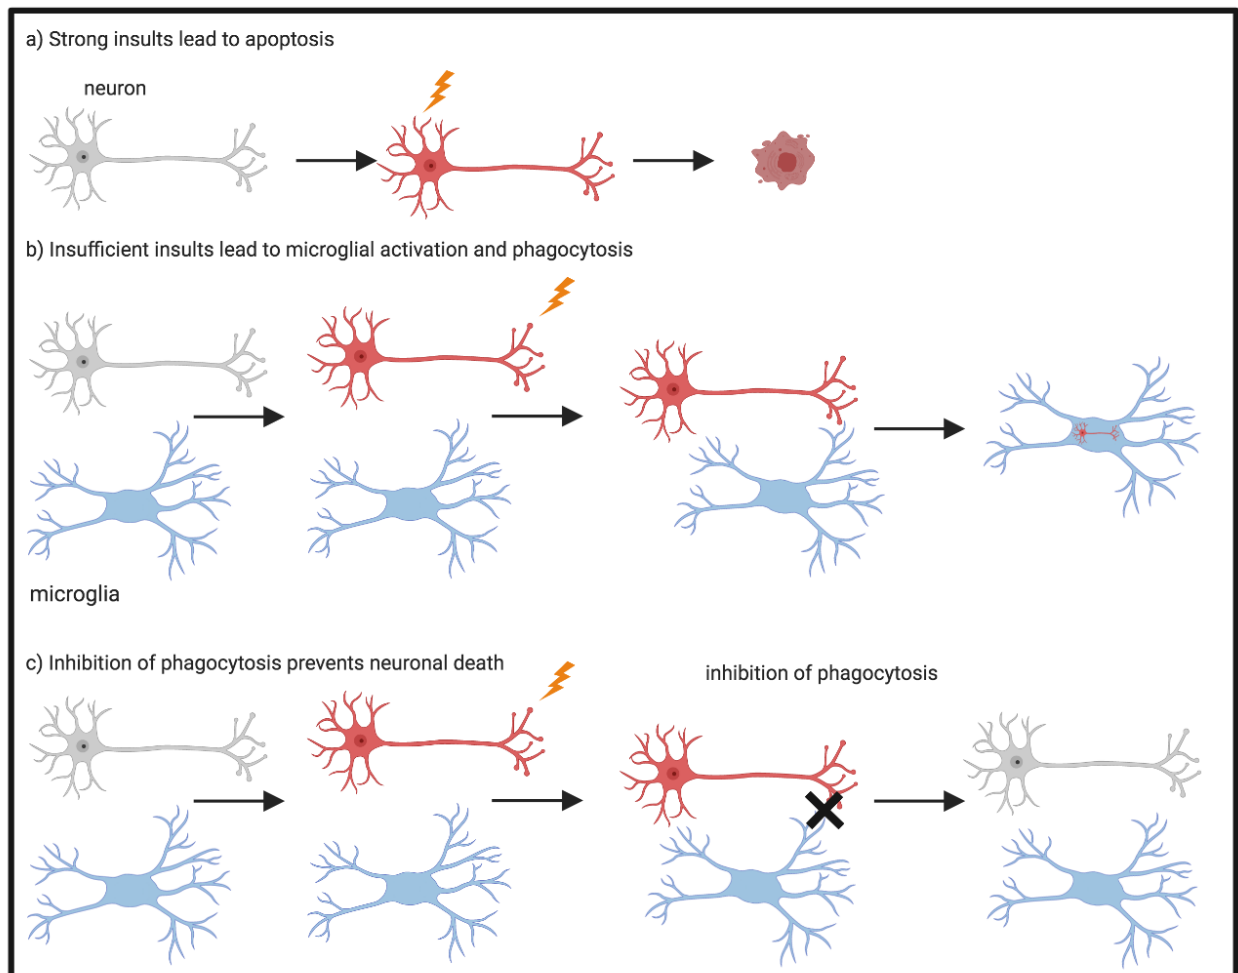 a) Strong insults lead to apoptosis
neuron
b) Insufficient insults lead to microglial activation and phagocytosis
microglia
c) Inhibition of phagocytosis prevents neuronal death
inhibition of phagocytosis